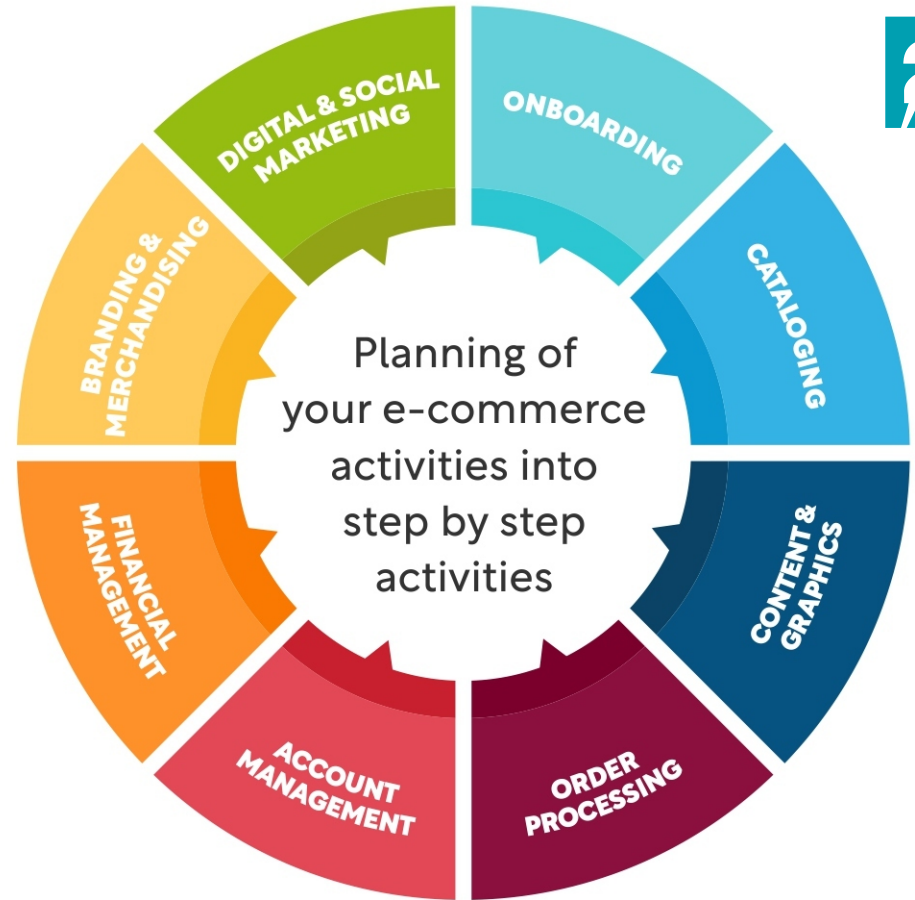 ONBOARDING
CATALOGING
CONTENT &
GRAPHICS
ORDER
PROCESSING
ACCOUNT
MANAGEMENT
FINANCIAL
MANAGEMENT
BRANDING &
MERCHANDISING
DIGITAL & SOCIAL
MARKETING
Planning of
your e-commerce
activities into
step by step
activities